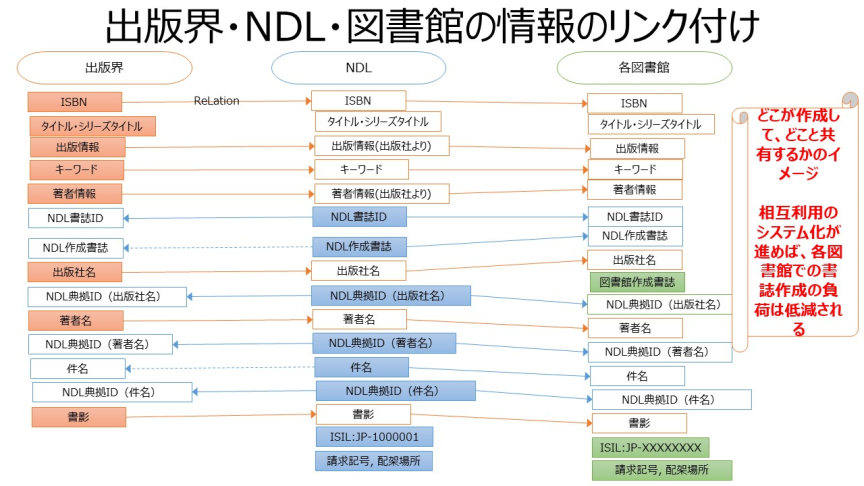 出版界・NDL・図書館の情報のリンク付け
出版界
NDL
各図書館
ISBN
ReLation
ISBN
ISBN
タイトル・シリーズタイトル
タイトル・シリーズタイトル
タイトル・シリーズタイトル
出版情報
出版情報(出版社より)
出版情報
キーワード
キーワード
キーワード
著者情報
著者情報(出版社より)
著者情報
NDL書誌ID
NDL書誌ID
NDL書誌ID
NDL作成書誌
NDL作成書誌
NDL作成書誌
出版社名
出版社名
出版社名
図書館作成書誌
NDL典拠ID（出版社名）
NDL典拠ID（出版社名）
NDL典拠ID（出版社名）
著者名
著者名
著者名
NDL典拠ID（著者名）
NDL典拠ID（著者名）
NDL典拠ID（著者名）
件名
件名
件名
NDL典拠ID（件名）
NDL典拠ID（件名）
NDL典拠ID（件名）
書影
書影
書影
ISIL:JP-1000001
ISIL:JP-XXXXXXXX
請求記号, 配架場所
請求記号, 配架場所
どこが作成し
て、どこと共
有するかのイ
メージ
相互利用の
システム化が
進めば、各図
書館での書
誌作成の負
荷は低減され
る